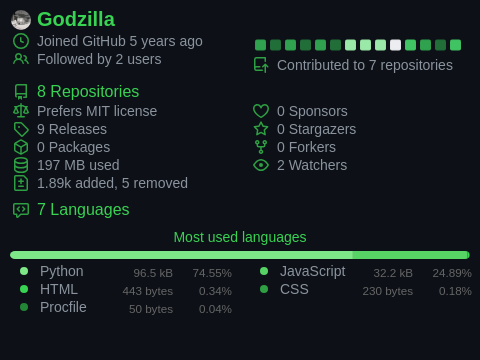 Godzilla
Joined GitHub 5 years ago
Followed by 2 users
Contributed to 7 repositories
8 Repositories
Prefers MIT license
9 Releases
0 Packages
197 MB used
1.89k added, 5 removed
0 Sponsors
0 Stargazers
0 Forkers
2 Watchers
7 Languages
Most used languages
Python 96.5 kB 74.55%
HTML 443 bytes 0.34%
Procfile 50 bytes 0.04%
JavaScript 32.2 kB 24.89%
CSS 230 bytes 0.18%